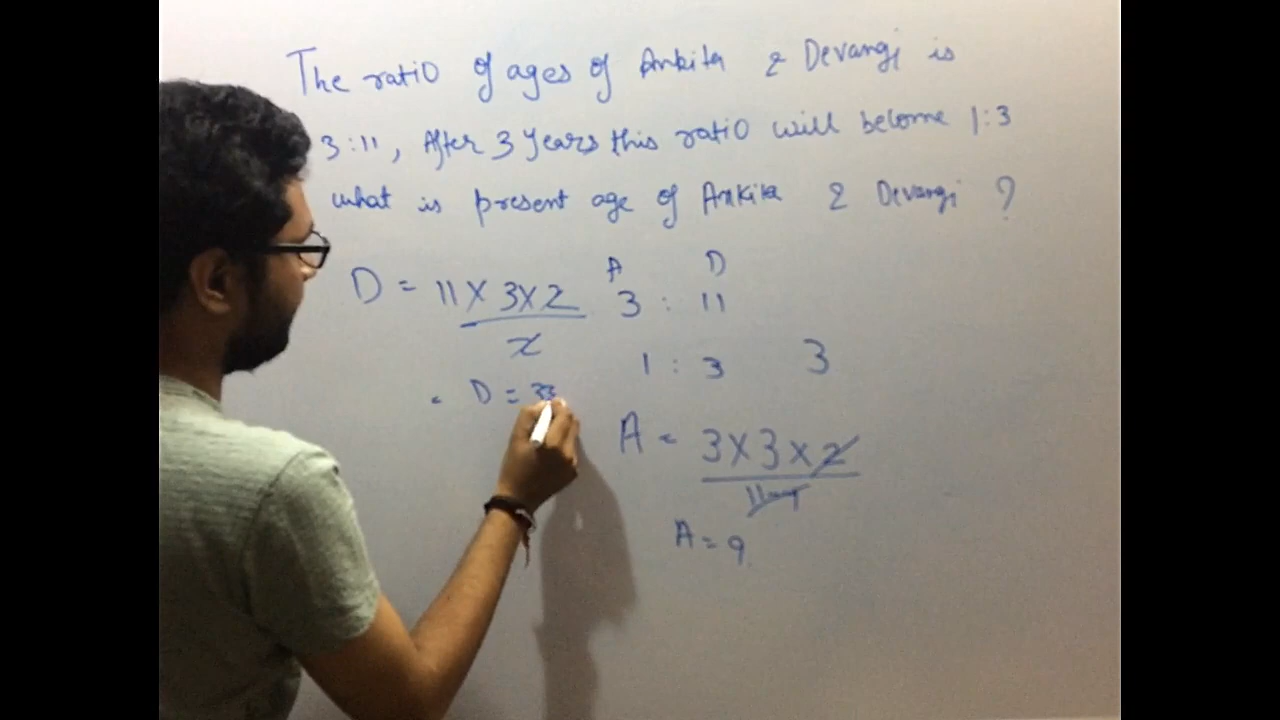 The ratio of ages of Ankita & Devangi is
3:11, After 3 years this ratio will become 1:3
what is present age of Ankita & Devangi ?
A D
D = 11 X 3 X 2 3 : 11
2
1 : 3 3
D = 33
A = 3 X 3 X 2
A = 9